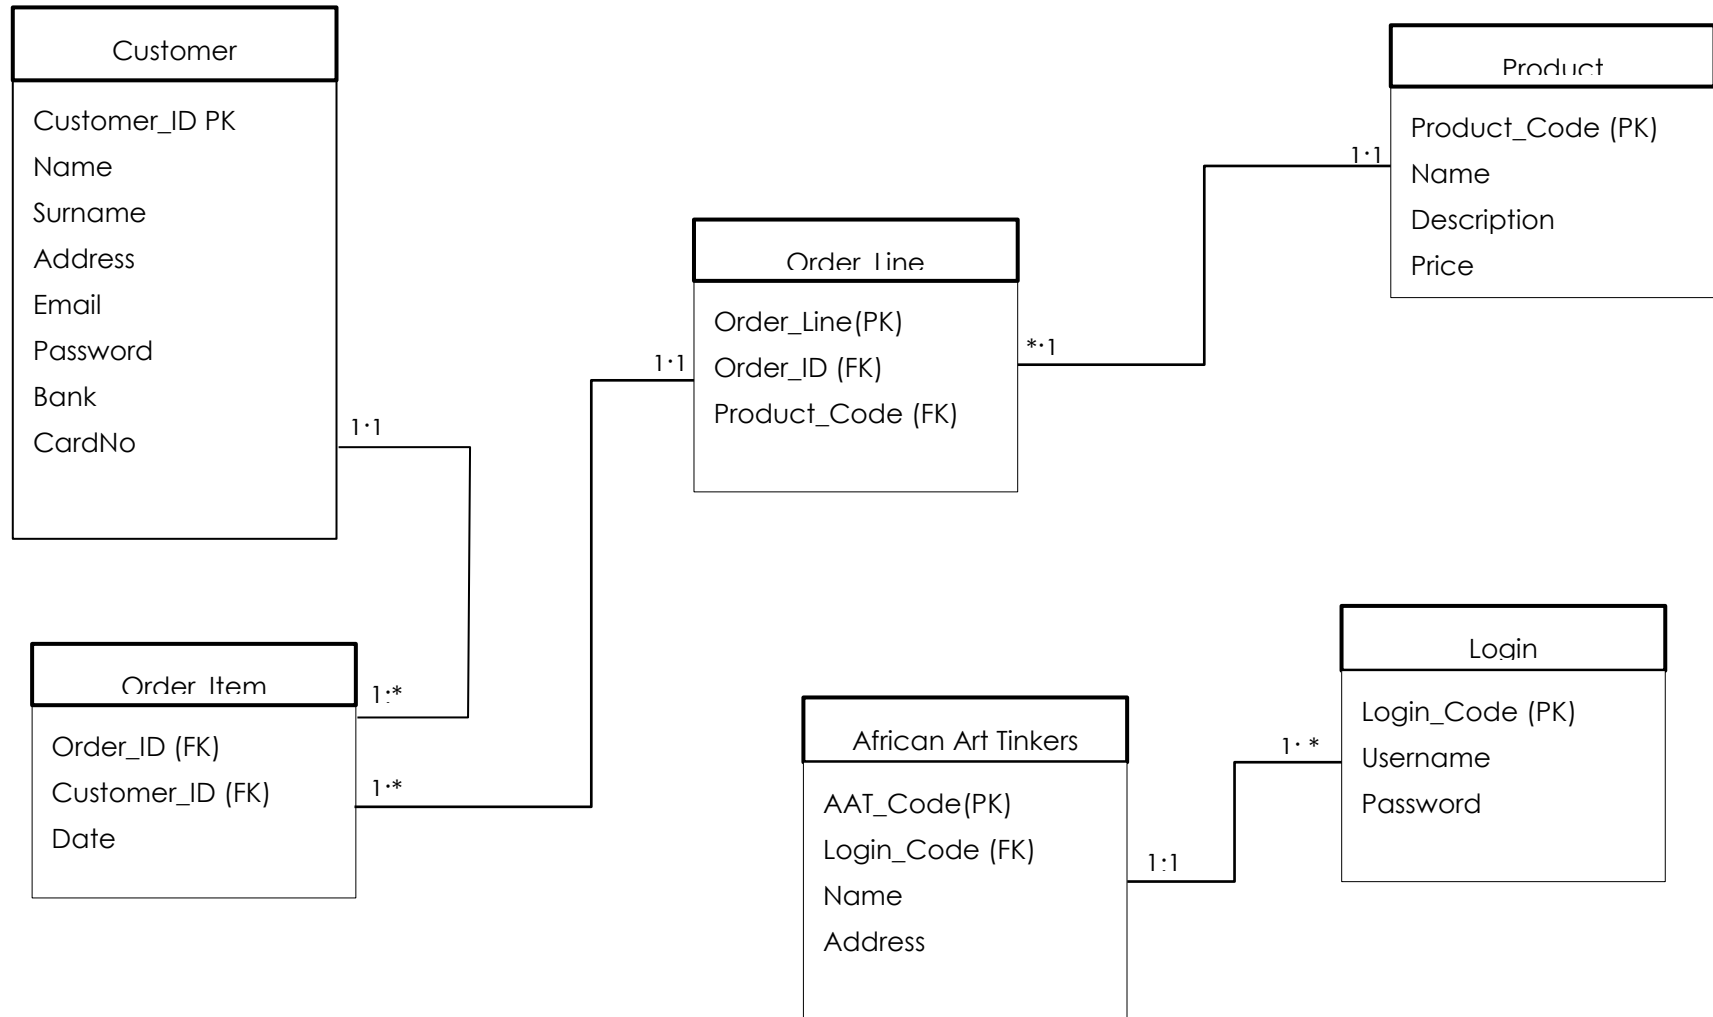 Customer
Customer_ID PK
Name
Surname
Address
Email
Password
Bank
CardNo
1:1
Product
Product_Code (PK)
Name
Description
Price
1:1
Order_Line
Order_Line(PK)
Order_ID (FK)
Product_Code (FK)
1:1
*:1
Order_Item
Order_ID (FK)
Customer_ID (FK)
Date
1:*
1:*
African Art Tinkers
AAT_Code(PK)
Login_Code (FK)
Name
Address
1:1
Login
Login_Code (PK)
Username
Password
1: *